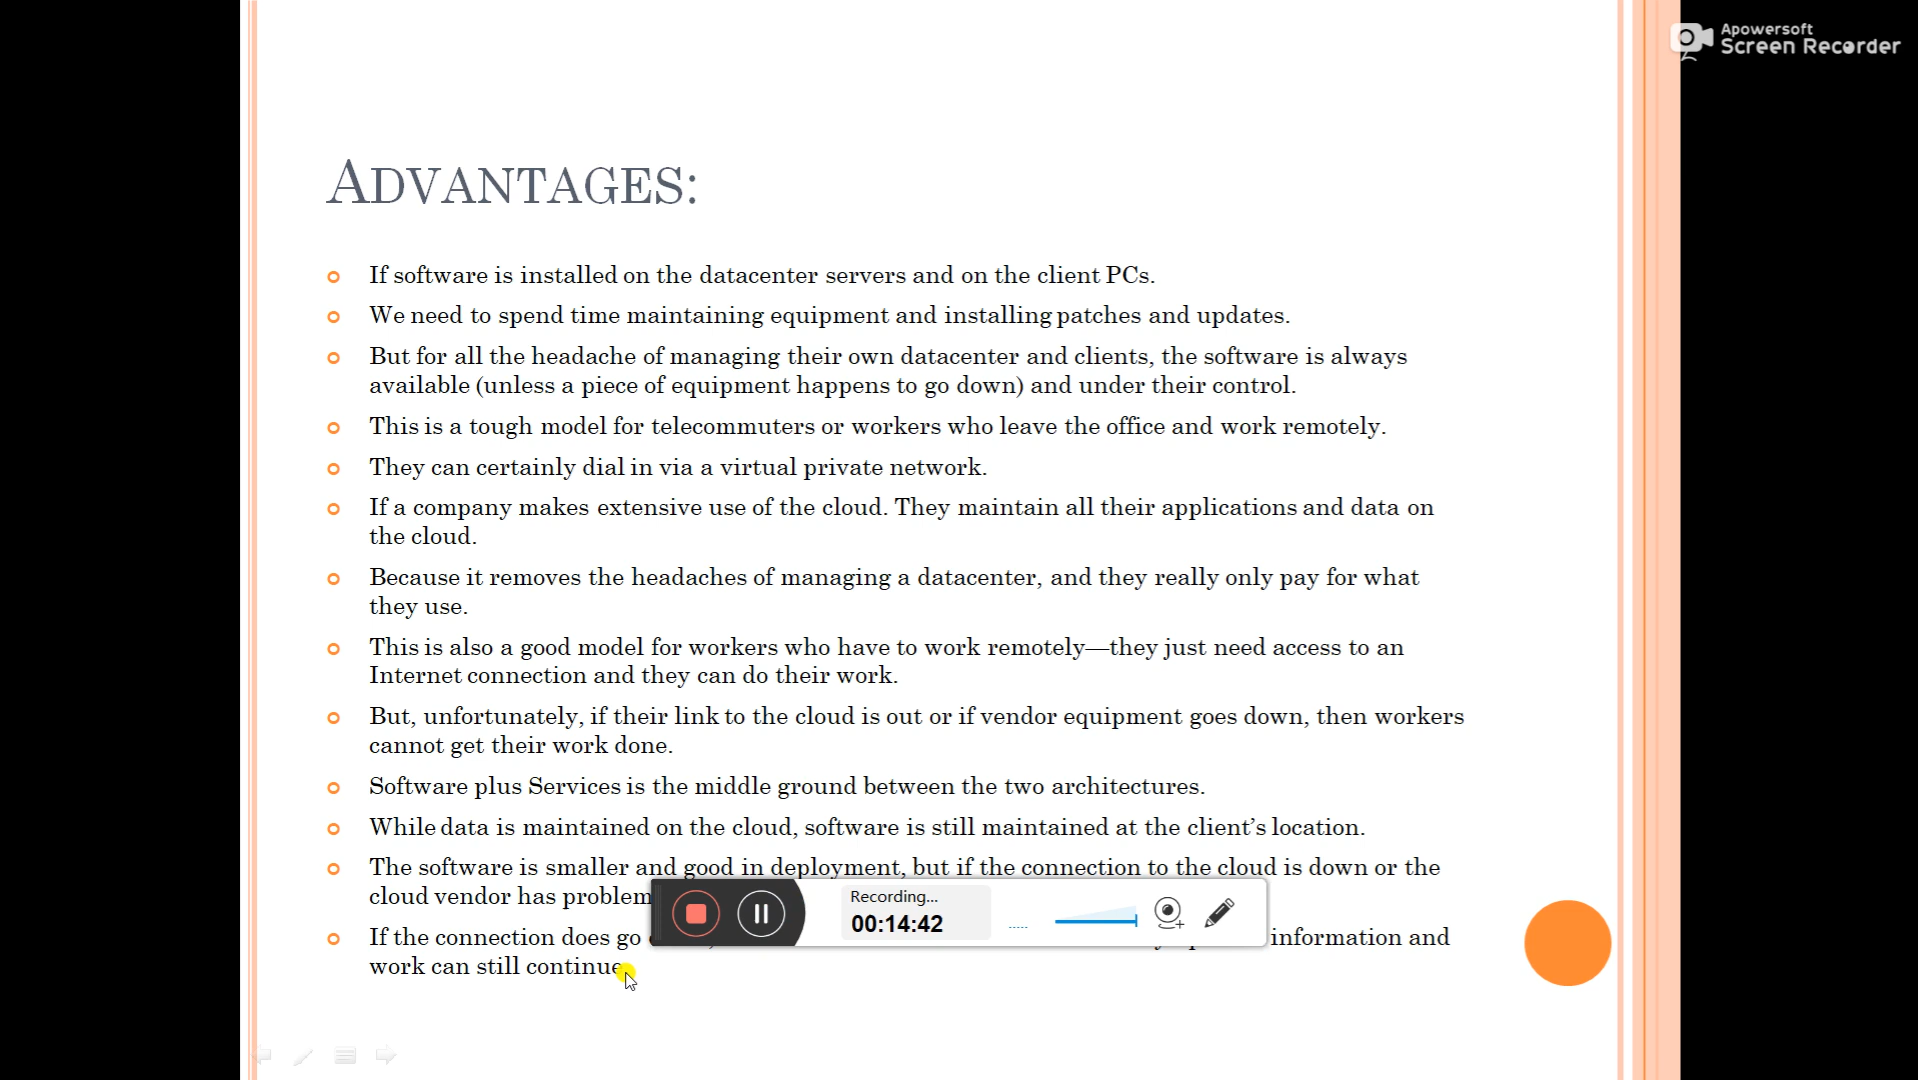 Apowersoft
Screen Recorder
ADVANTAGES:
If software is installed on the datacenter servers and on the client PCs.
We need to spend time maintaining equipment and installing patches and updates.
But for all the headache of managing their own datacenter and clients, the software is always
available (unless a piece of equipment happens to go down) and under their control.
This is a tough model for telecommuters or workers who leave the office and work remotely.
They can certainly dial in via a virtual private network.
If a company makes extensive use of the cloud. They maintain all their applications and data on
the cloud.
Because it removes the headaches of managing a datacenter, and they really only pay for what
they use.
This is also a good model for workers who have to work remotely—they just need access to an
Internet connection and they can do their work.
But, unfortunately, if their link to the cloud is out or if vendor equipment goes down, then workers
cannot get their work done.
Software plus Services is the middle ground between the two architectures.
While data is maintained on the cloud, software is still maintained at the client's location.
The software is smaller and good in deployment, but if the connection to the cloud is down or the
cloud vendor has problem
Recording...
00:14:42
If the connection does go information and
work can still continue